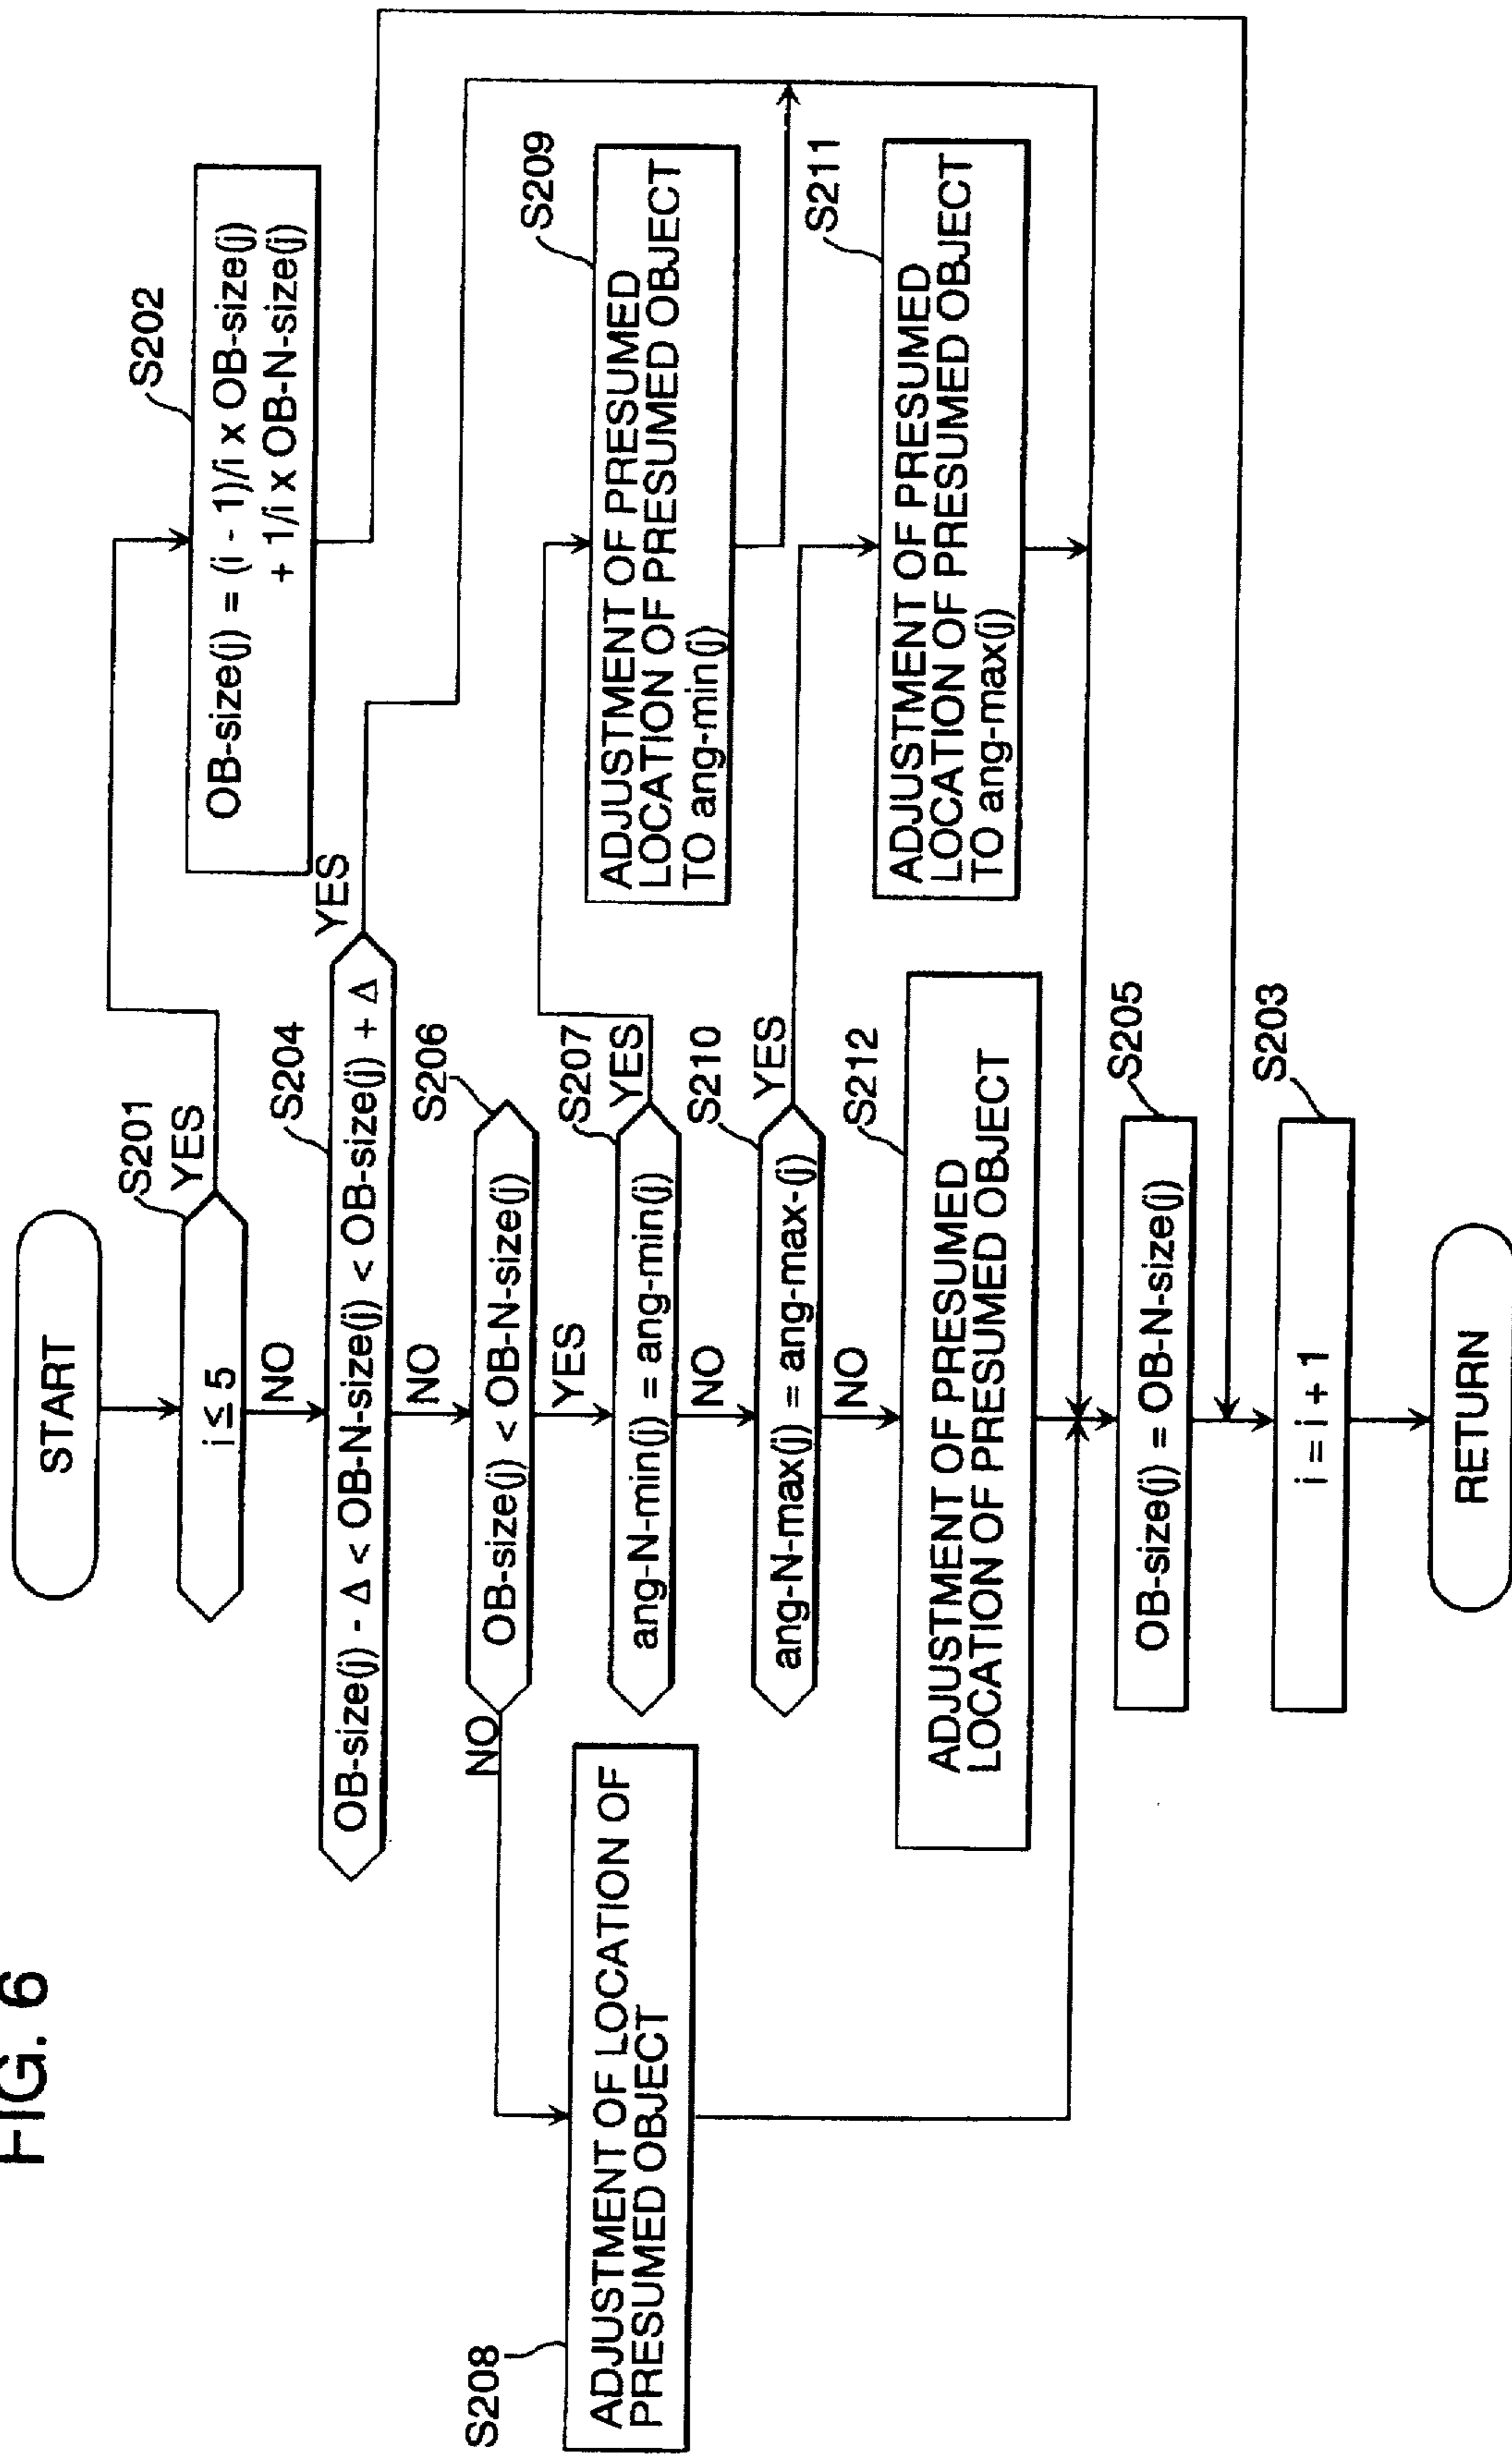 FIG. 6
START
S201
i ≤ 5
YES
NO
S202
OB-size(j) = (i - 1)/i x OB-size(j)
+ 1/i x OB-N-size(j)
S204
OB-size(j) - Δ < OB-N-size(j) < OB-size(j) + Δ
YES
NO
S206
OB-size(j) < OB-N-size(j)
NO
YES
S208
ADJUSTMENT OF LOCATION OF
PRESUMED OBJECT
S207
ang-N-min(j) = ang-min(j)
YES
NO
S209
ADJUSTMENT OF PRESUMED
LOCATION OF PRESUMED OBJECT
TO ang-min(j)
S210
ang-N-max(j) = ang-max-(j)
YES
NO
S211
ADJUSTMENT OF PRESUMED
LOCATION OF PRESUMED OBJECT
TO ang-max(j)
S212
ADJUSTMENT OF PRESUMED
LOCATION OF PRESUMED OBJECT
S205
OB-size(j) = OB-N-size(j)
S203
i = i + 1
RETURN